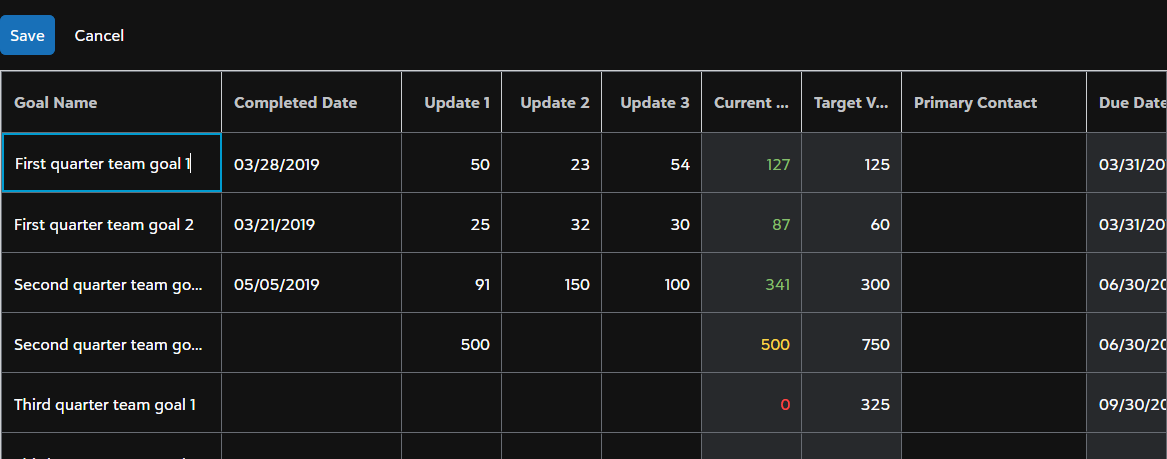 Save Cancel
Goal Name Completed Date Update 1 Update 2 Update 3 Current ... Target V... Primary Contact Due Date
First quarter team goal 1 03/28/2019 50 23 54 127 125 03/31/20
First quarter team goal 2 03/21/2019 25 32 30 87 60 03/31/20
Second quarter team go... 05/05/2019 91 150 100 341 300 06/30/20
Second quarter team go... 500 500 750 06/30/20
Third quarter team goal 1 0 325 09/30/20